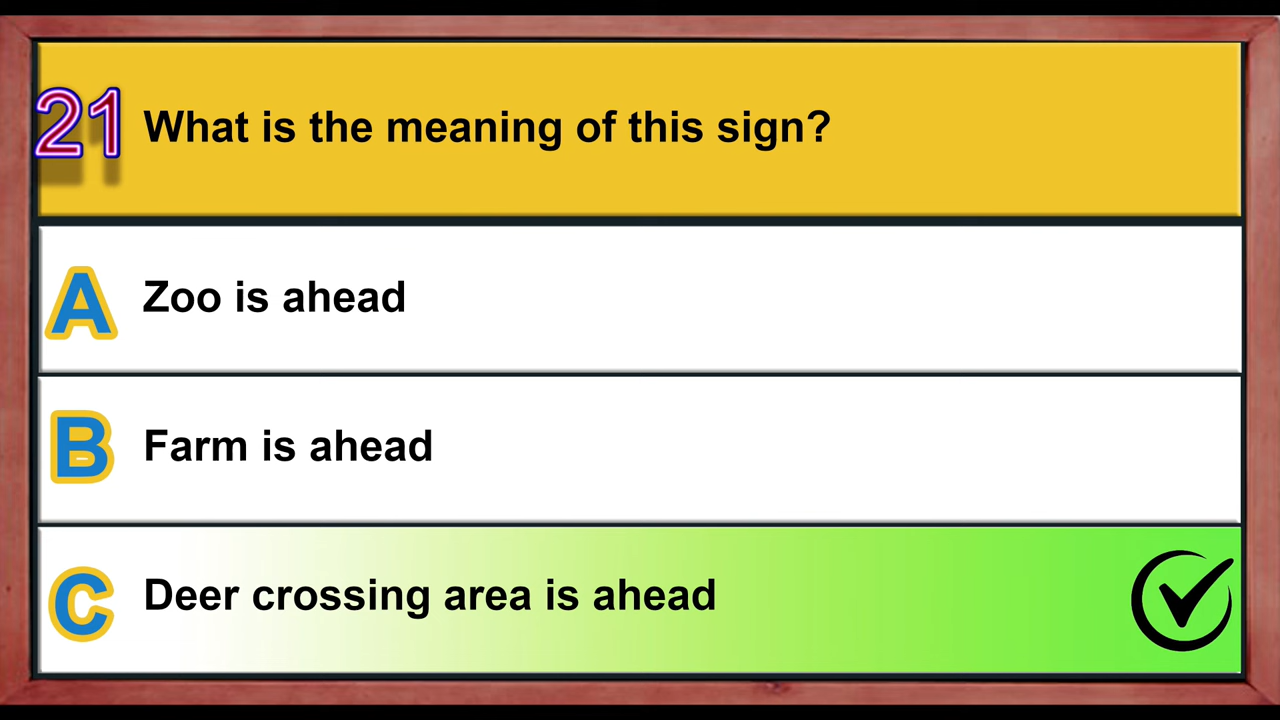 21 What is the meaning of this sign?
A Zoo is ahead
B Farm is ahead
C Deer crossing area is ahead